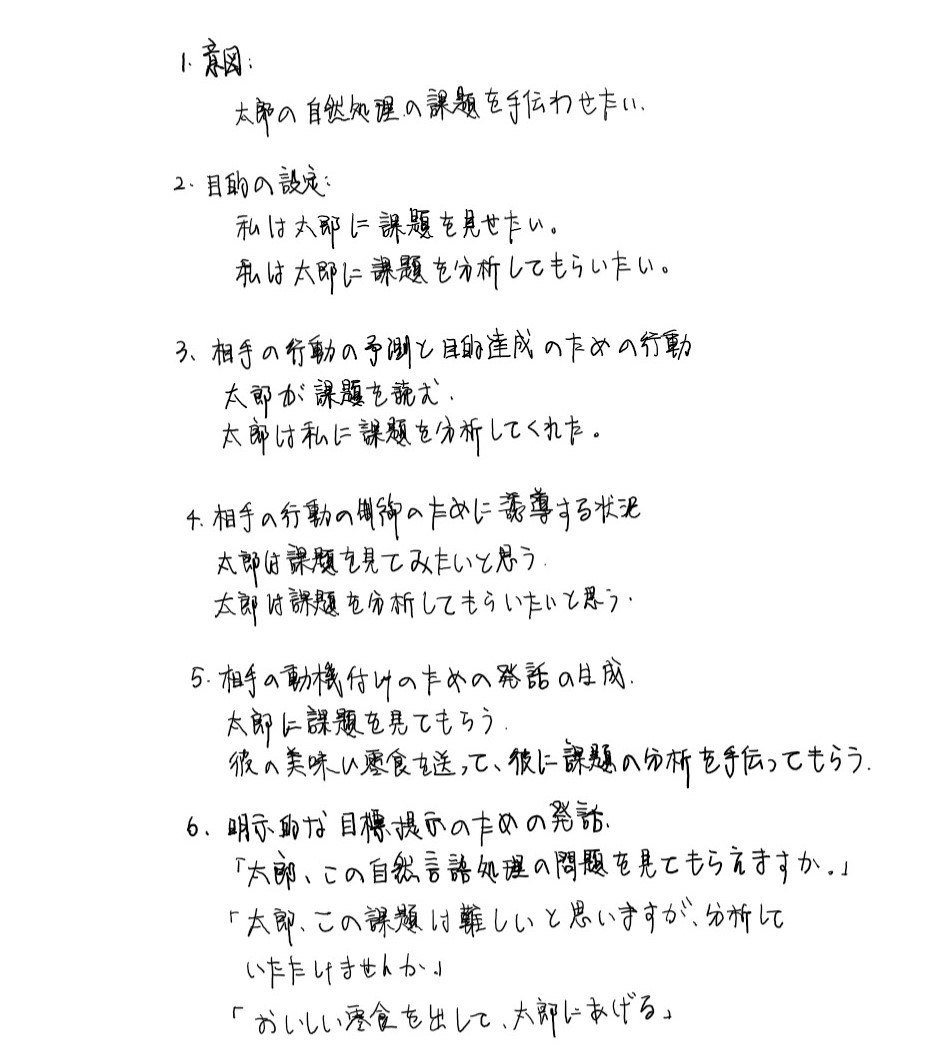 1. 意図:
太郎の自然処理の課題を手伝わせたい.
2. 目的の設定:
私は太郎に課題を見せたい。
私は太郎に課題を分析してもらいたい。
3、相手の行動の予測と目的達成のための行動
太郎が課題を読む.
太郎は私に課題を分析してくれた。
4. 相手の行動の制御のために誘導する状況
太郎は課題を見てみたいと思う.
太郎は課題を分析してもらいたいと思う.
5. 相手の動機付けのための発話の生成.
太郎に課題を見てもらう.
彼の美味い零食を送って、彼に課題の分析を手伝ってもらう.
6、明示的な目標提示のための発話.
「太郎、この自然言語処理の問題を見てもらえますか。」
「太郎、この課題は難しいと思いますが、分析して
いただけませんか。」
「おいしい零食を出して、太郎にあげる」